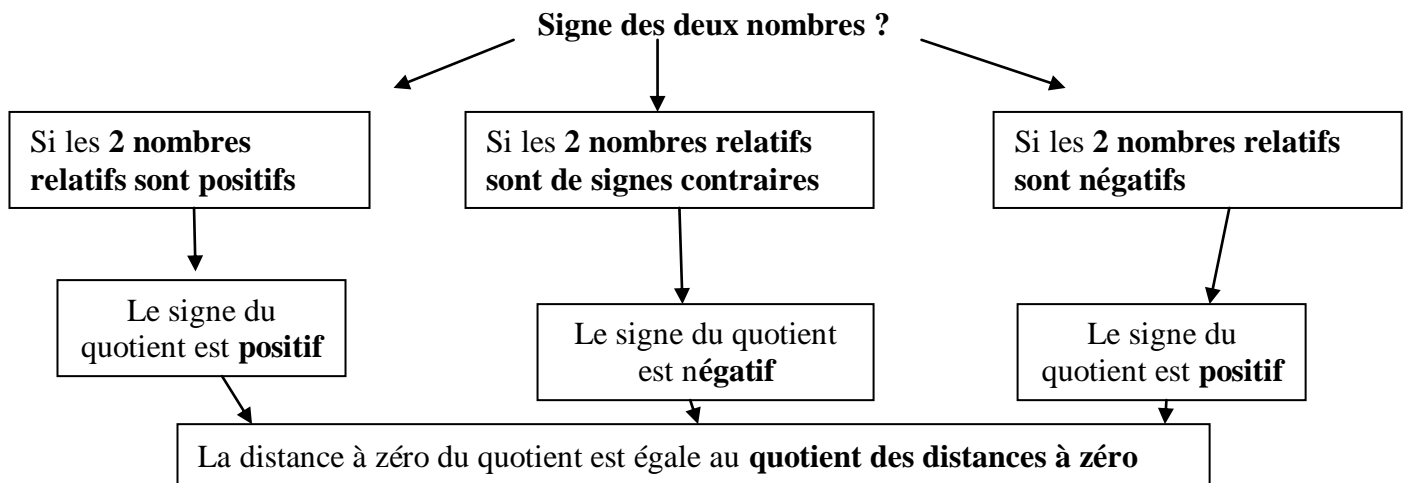 Signe des deux nombres ?
Si les 2 nombres
relatifs sont positifs
Si les 2 nombres relatifs
sont de signes contraires
Si les 2 nombres relatifs
sont négatifs
Le signe du
quotient est positif
Le signe du quotient
est négatif
Le signe du
quotient est positif
La distance à zéro du quotient est égale au quotient des distances à zéro